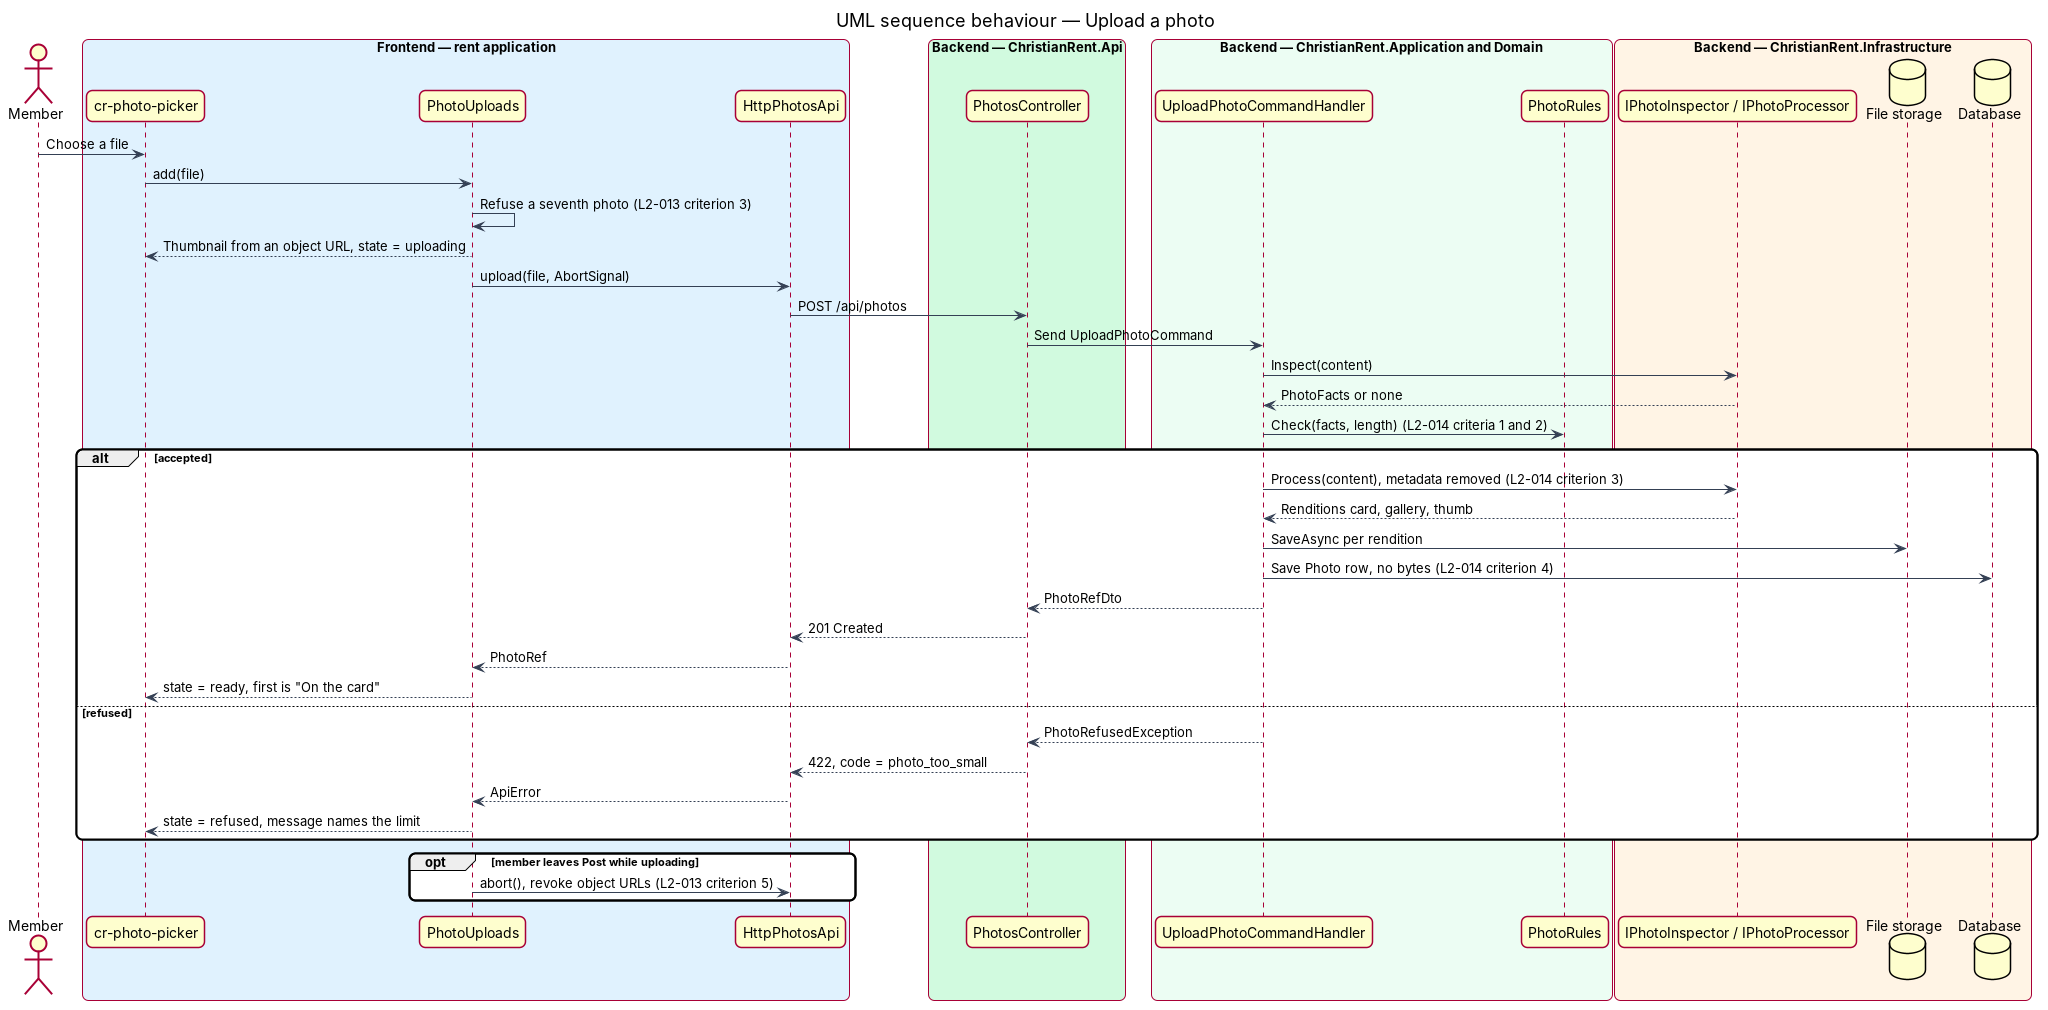 UML sequence behaviour — Upload a photo
Frontend — rent application
Backend — ChristianRent.Api
Backend — ChristianRent.Application and Domain
Backend — ChristianRent.Infrastructure
Member
cr-photo-picker
PhotoUploads
HttpPhotosApi
PhotosController
UploadPhotoCommandHandler
PhotoRules
IPhotoInspector / IPhotoProcessor
File storage
Database
Choose a file
add(file)
Refuse a seventh photo (L2-013 criterion 3)
Thumbnail from an object URL, state = uploading
upload(file, AbortSignal)
POST /api/photos
Send UploadPhotoCommand
Inspect(content)
PhotoFacts or none
Check(facts, length) (L2-014 criteria 1 and 2)
alt
[accepted]
Process(content), metadata removed (L2-014 criterion 3)
Renditions card, gallery, thumb
SaveAsync per rendition
Save Photo row, no bytes (L2-014 criterion 4)
PhotoRefDto
201 Created
PhotoRef
state = ready, first is "On the card"
[refused]
PhotoRefusedException
422, code = photo_too_small
ApiError
state = refused, message names the limit
opt
[member leaves Post while uploading]
abort(), revoke object URLs (L2-013 criterion 5)
Member
cr-photo-picker
PhotoUploads
HttpPhotosApi
PhotosController
UploadPhotoCommandHandler
PhotoRules
IPhotoInspector / IPhotoProcessor
File storage
Database